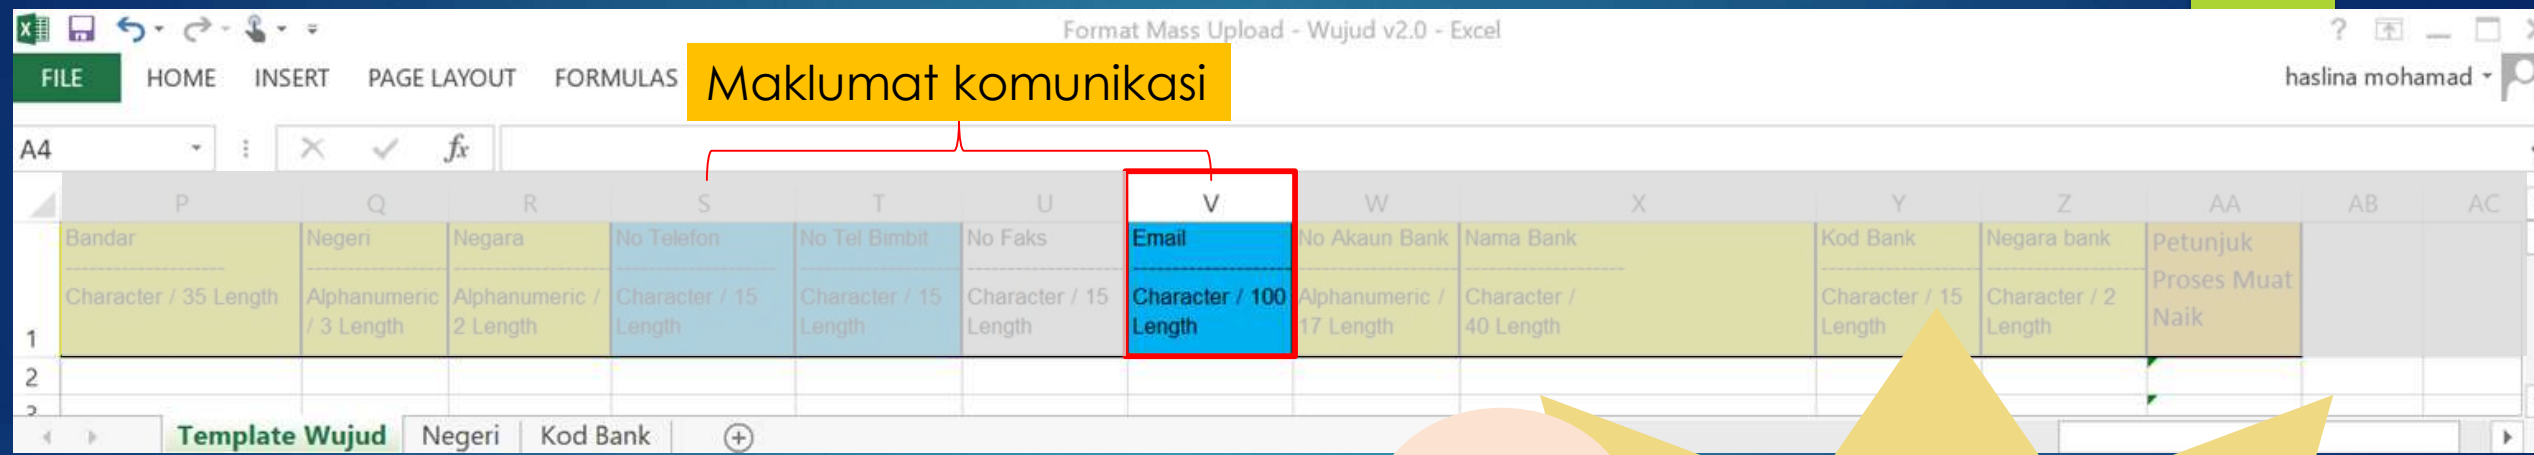 Format Mass Upload - Wujud v2.0 - Excel
FILE HOME INSERT PAGE LAYOUT FORMULAS
Maklumat komunikasi
haslina mohamad
A4
fx
P Q R S T U V W X Y Z AA AB AC
1
Bandar
--------------------
Character / 35 Length
Negeri
--------------------
Alphanumeric
/ 3 Length
Negara
--------------------
Alphanumeric /
2 Length
No Telefon
--------------------
Character / 15
Length
No Tel Bimbit
--------------------
Character / 15
Length
No Faks
--------------------
Character / 15
Length
Email
--------------------
Character / 100
Length
No Akaun Bank
--------------------
Alphanumeric /
17 Length
Nama Bank
--------------------
Character /
40 Length
Kod Bank
--------------------
Character / 15
Length
Negara bank
--------------------
Character / 2
Length
Petunjuk
Proses Muat
Naik
2
Template Wujud Negeri Kod Bank